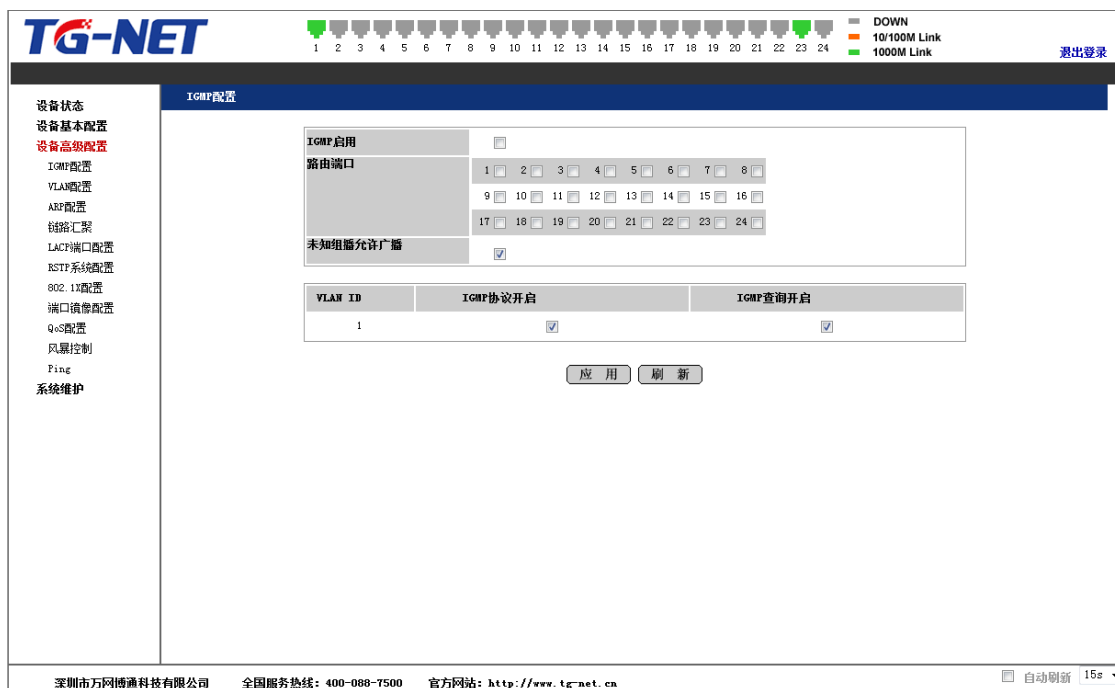 TG-NET
1 2 3 4 5 6 7 8 9 10 11 12 13 14 15 16 17 18 19 20 21 22 23 24
DOWN
10/100M Link
1000M Link
退出登录
设备状态
设备基本配置
设备高级配置
IGMP配置
VLAN配置
ARP配置
链路汇聚
LACP端口配置
RSTP系统配置
802.1X配置
端口镜像配置
QoS配置
风暴控制
Ping
系统维护
IGMP配置
IGMP启用
路由端口
1 2 3 4 5 6 7 8
9 10 11 12 13 14 15 16
17 18 19 20 21 22 23 24
未知组播允许广播
VLAN ID IGMP协议开启 IGMP查询开启
1
应 用 刷 新
深圳市万网博通科技有限公司 全国服务热线：400-088-7500 官方网站：http://www.tg-net.cn
自动刷新 15s